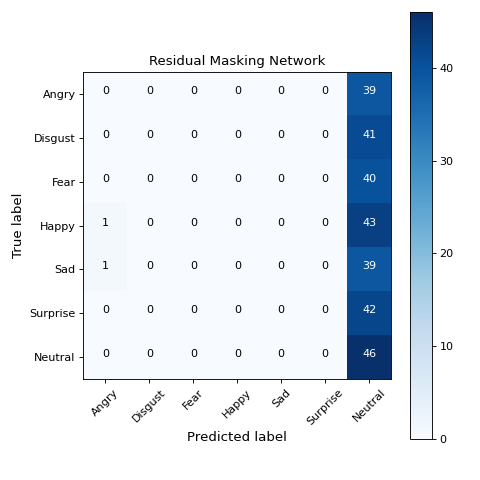 Residual Masking Network
True label
Angry 0 0 0 0 0 0 39
Disgust 0 0 0 0 0 0 41
Fear 0 0 0 0 0 0 40
Happy 1 0 0 0 0 0 43
Sad 1 0 0 0 0 0 39
Surprise 0 0 0 0 0 0 42
Neutral 0 0 0 0 0 0 46
Angry Disgust Fear Happy Sad Surprise Neutral
Predicted label
40
30
20
10
0